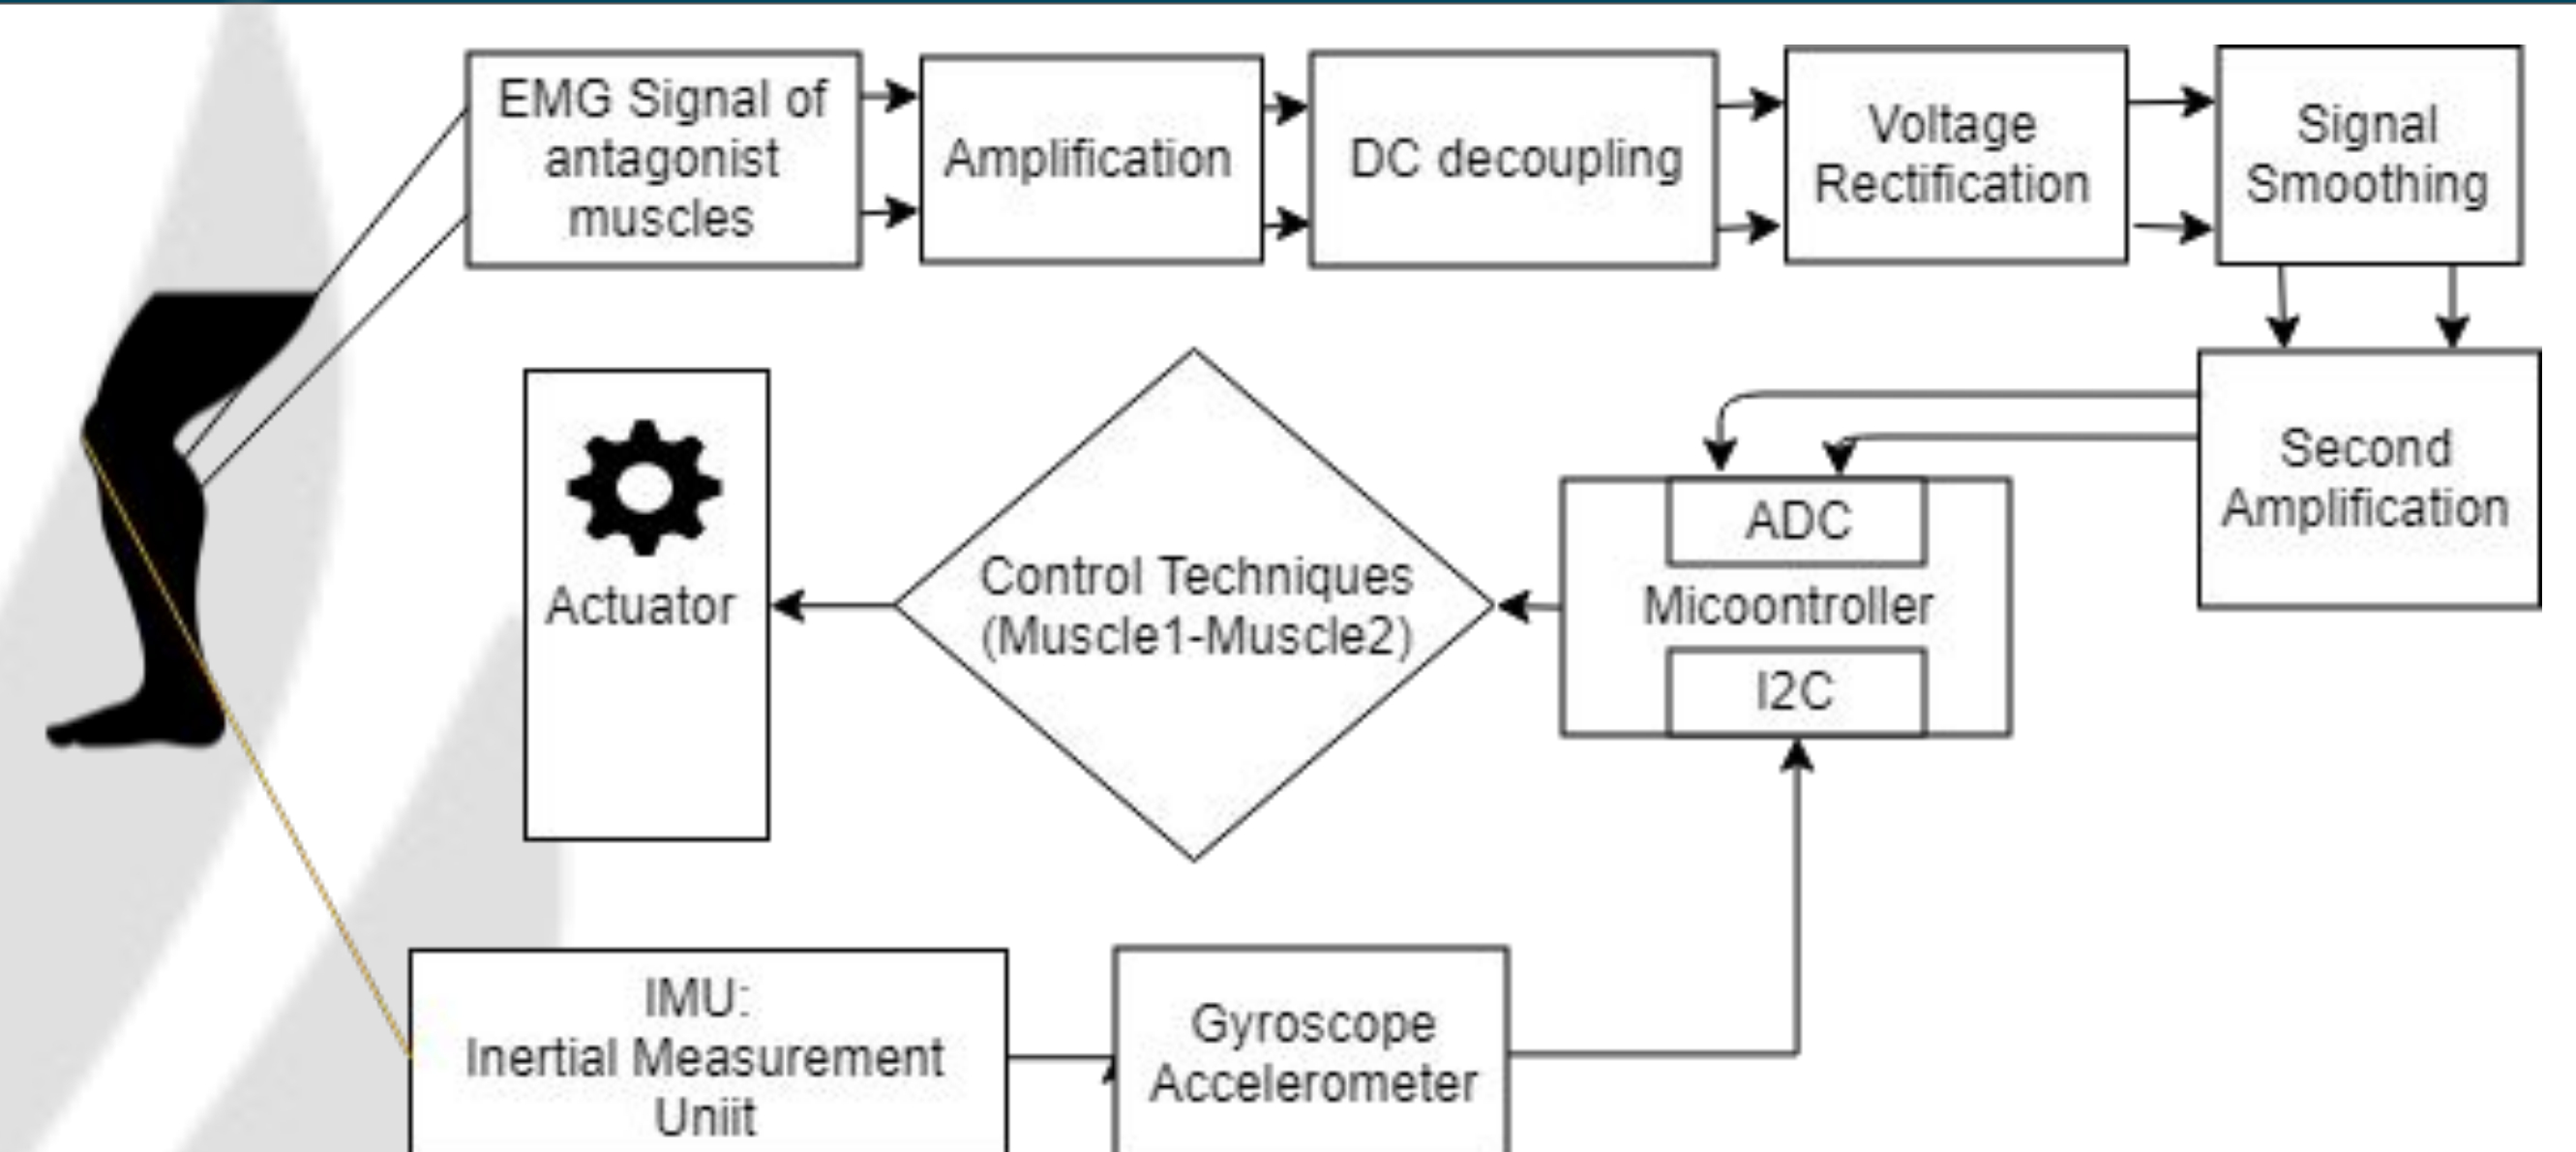 EMG Signal of
antagonist
muscles
Amplification
DC decoupling
Voltage
Rectification
Signal
Smoothing
Second
Amplification
ADC
Micoontroller
I2C
Control Techniques
(Muscle1-Muscle2)
Actuator
IMU:
Inertial Measurement
Uniit
Gyroscope
Accelerometer